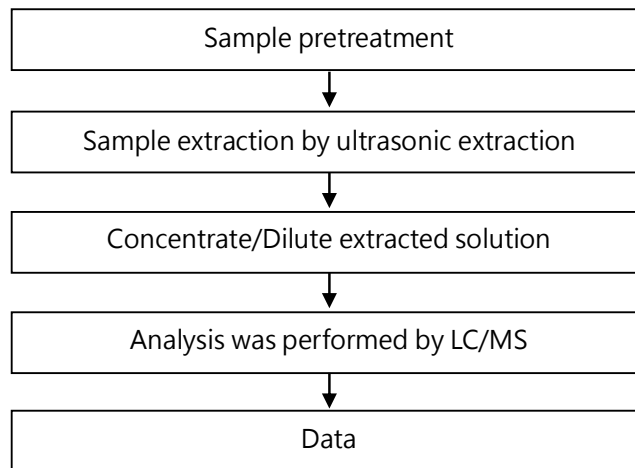 Sample pretreatment
Sample extraction by ultrasonic extraction
Concentrate/Dilute extracted solution
Analysis was performed by LC/MS
Data